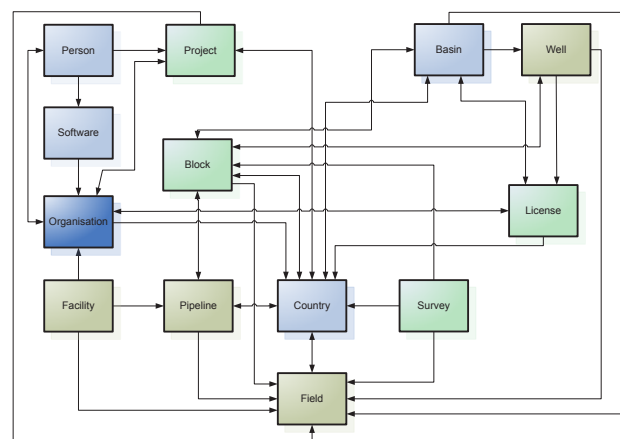 Person
Project
Basin
Well
Software
Block
Organisation
License
Facility
Pipeline
Country
Survey
Field